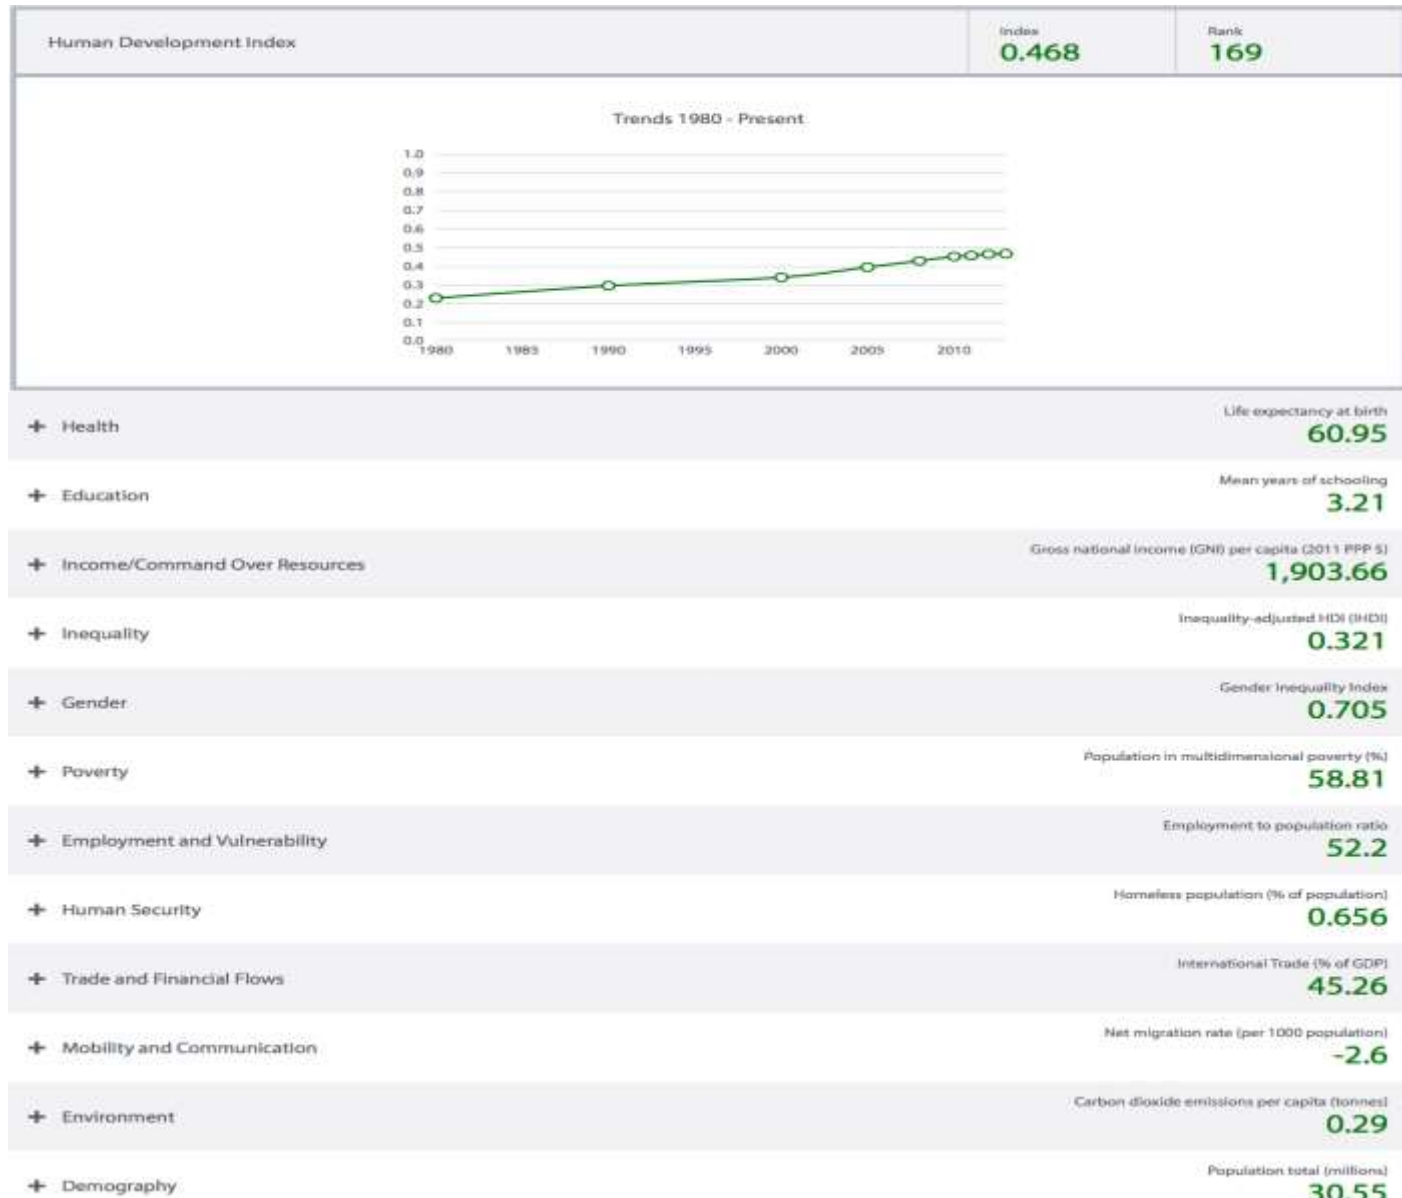 Human Development Index
Index
0.468
Rank
169
Trends 1980 - Present
1.0
0.9
0.8
0.7
0.6
0.5
0.4
0.3
0.2
0.1
0.0
1980 1985 1990 1995 2000 2005 2010
+ Health
Life expectancy at birth
60.95
+ Education
Mean years of schooling
3.21
+ Income/Command Over Resources
Gross national income (GNI) per capita (2011 PPP $)
1,903.66
+ Inequality
Inequality-adjusted HDI (IHDI)
0.321
+ Gender
Gender Inequality Index
0.705
+ Poverty
Population in multidimensional poverty (%)
58.81
+ Employment and Vulnerability
Employment to population ratio
52.2
+ Human Security
Homeless population (% of population)
0.656
+ Trade and Financial Flows
International Trade (% of GDP)
45.26
+ Mobility and Communication
Net migration rate (per 1000 population)
-2.6
+ Environment
Carbon dioxide emissions per capita (tonnes)
0.29
+ Demography
Population total (millions)
30.55